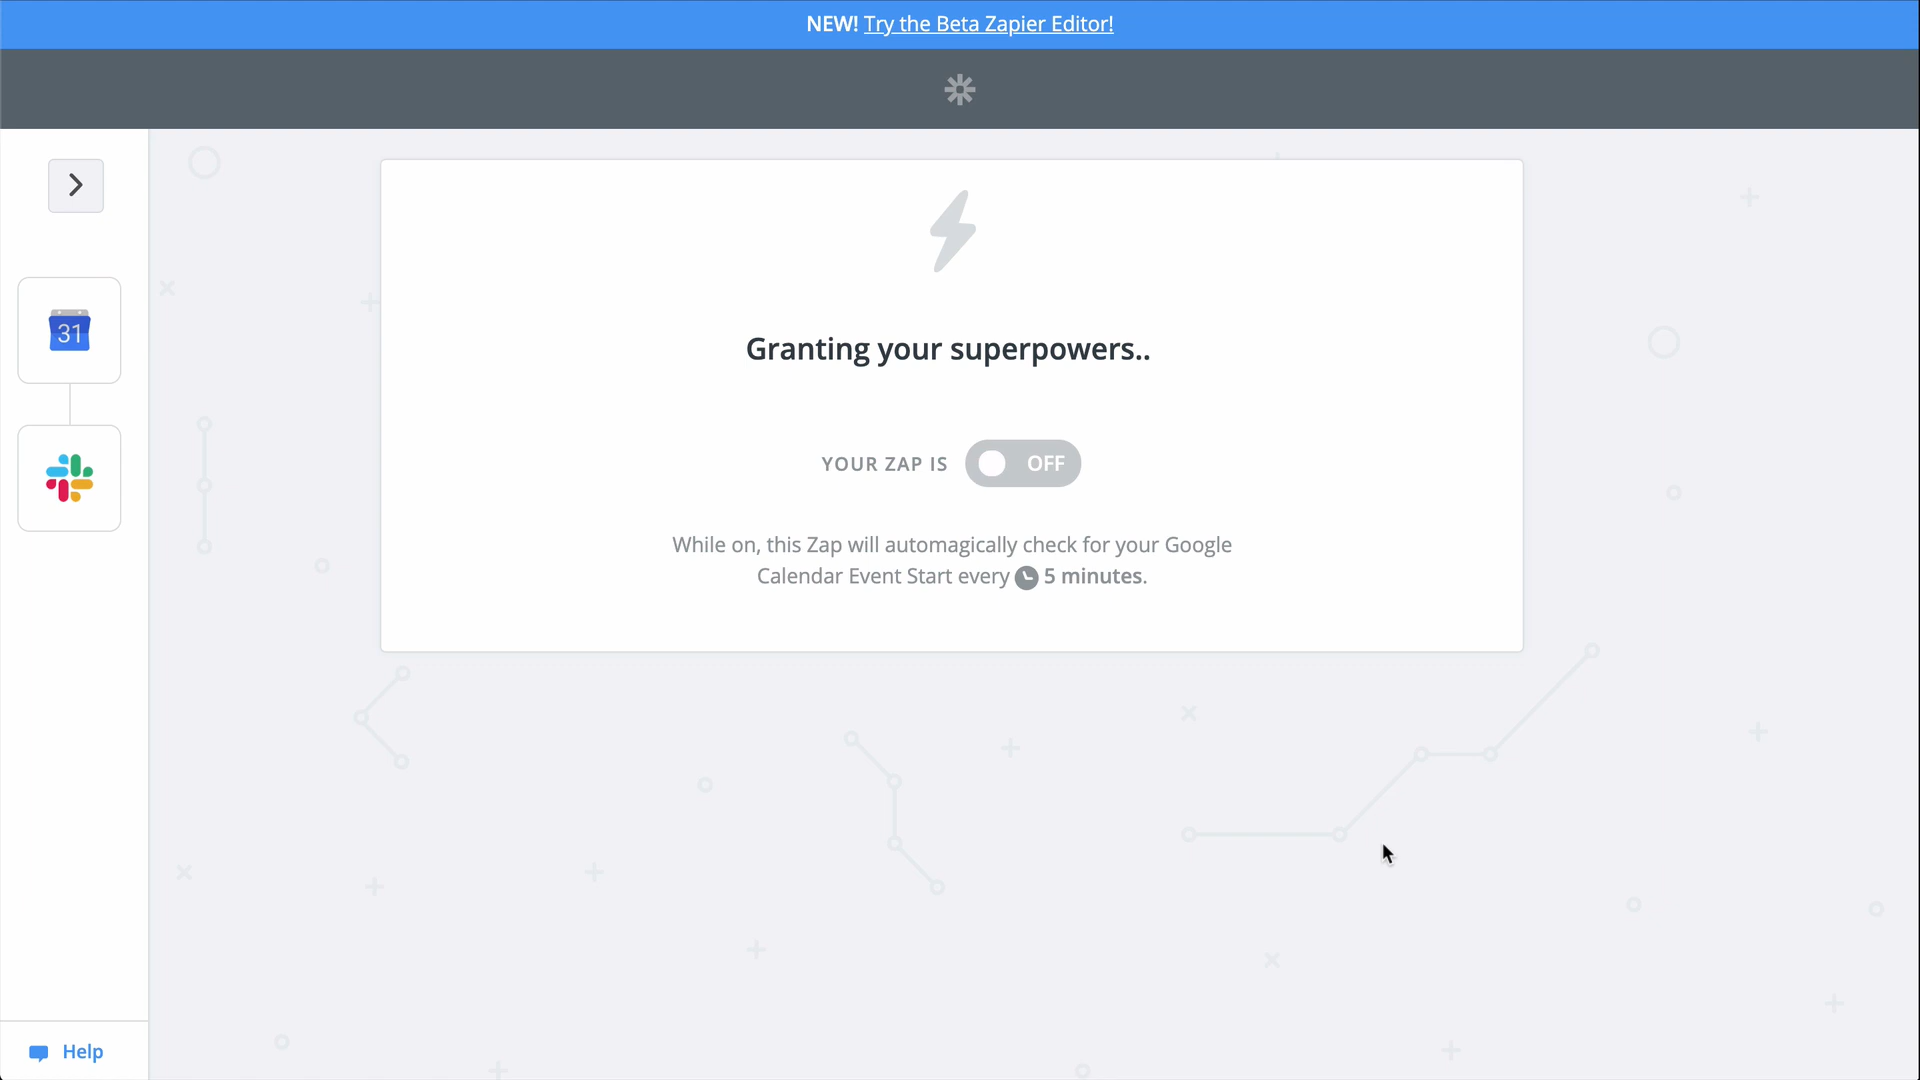 NEW! Try the Beta Zapier Editor!
31
Granting your superpowers..
YOUR ZAP IS OFF
While on, this Zap will automagically check for your Google
Calendar Event Start every 5 minutes.
Help